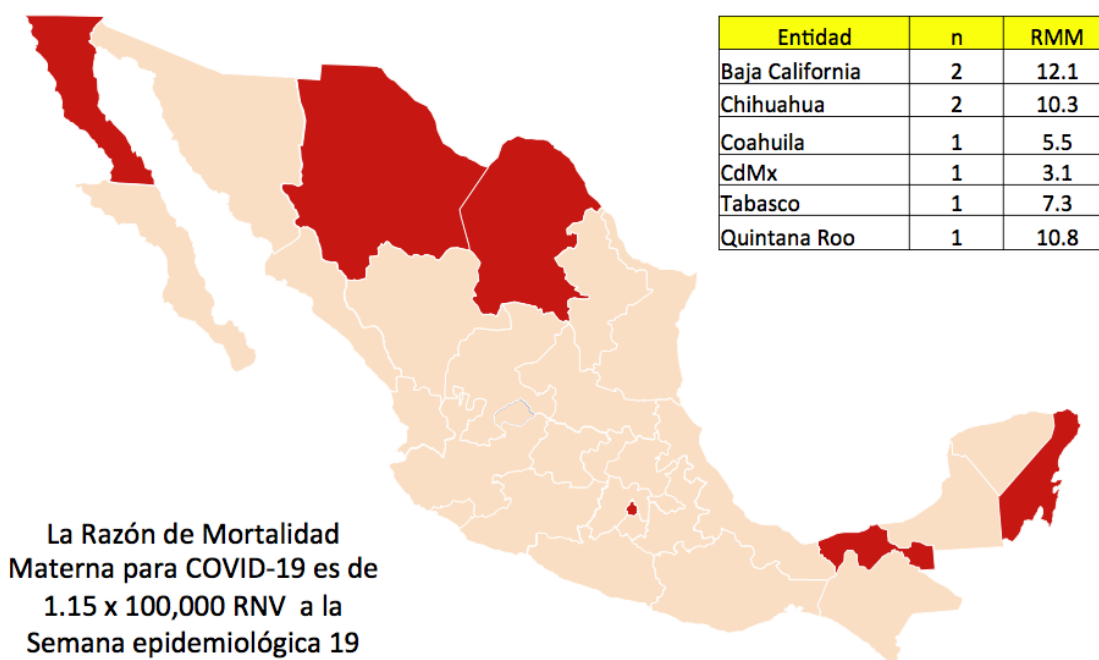 Entidad n RMM
Baja California 2 12.1
Chihuahua 2 10.3
Coahuila 1 5.5
CdMx 1 3.1
Tabasco 1 7.3
Quintana Roo 1 10.8
La Razón de Mortalidad
Materna para COVID-19 es de
1.15 x 100,000 RNV a la
Semana epidemiológica 19